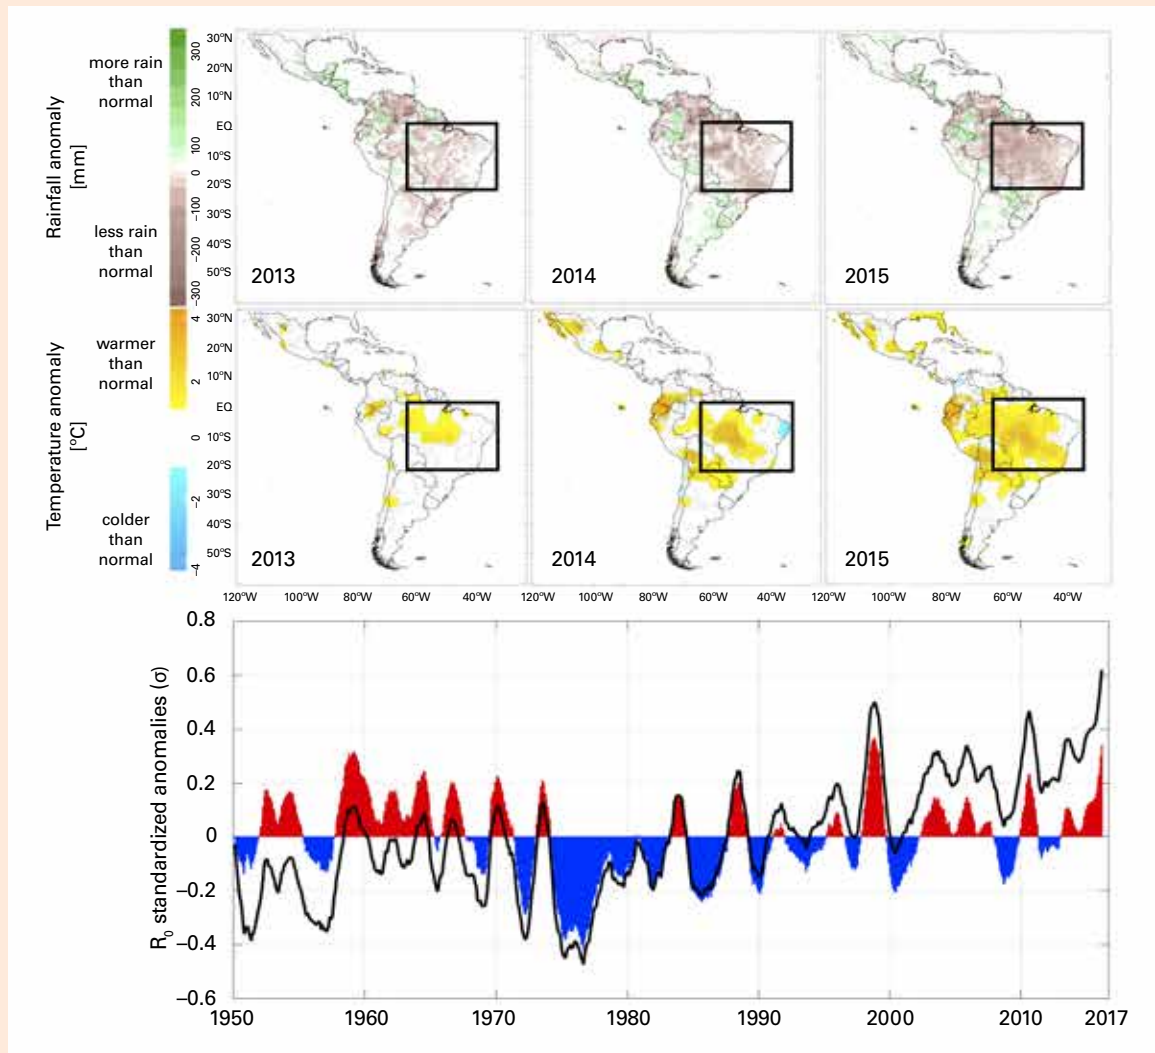 more rain
than
normal
Rainfall anomaly
[mm]
less rain
than
normal
300
200
100
0
−100
−200
−300
30°N
20°N
10°N
EQ
10°S
20°S
30°S
40°S
50°S
2013
2014
2015
Temperature anomaly
[°C]
warmer
than
normal
colder
than
normal
4
2
0
−2
−4
30°N
20°N
10°N
EQ
10°S
20°S
30°S
40°S
50°S
2013
2014
2015
120°W 100°W 80°W 60°W 40°W 120°W 100°W 80°W 60°W 40°W 120°W 100°W 80°W 60°W 40°W
R0 standardized anomalies (σ)
0.8
0.6
0.4
0.2
0
−0.2
−0.4
−0.6
1950 1960 1970 1980 1990 2000 2010 2017